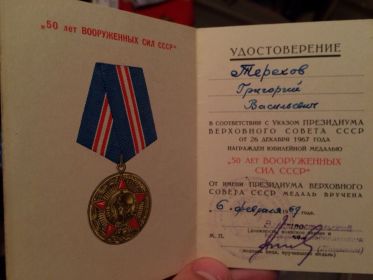 „50 лет ВООРУЖЕННЫХ СИЛ СССР"
УДОСТОВЕРЕНИЕ
Терехов
Григорий
Васильевич
В СООТВЕТСТВИИ С УКАЗОМ ПРЕЗИДИУМА
ВЕРХОВНОГО СОВЕТА СССР
ОТ 26 ДЕКАБРЯ 1967 ГОДА
НАГРАЖДЕН ЮБИЛЕЙНОЙ МЕДАЛЬЮ
"50 ЛЕТ ВООРУЖЕННЫХ
СИЛ СССР"
ОТ ИМЕНИ ПРЕЗИДИУМА ВЕРХОВНОГО
СОВЕТА СССР МЕДАЛЬ ВРУЧЕНА
6 февраля 1969 года.
М. П.